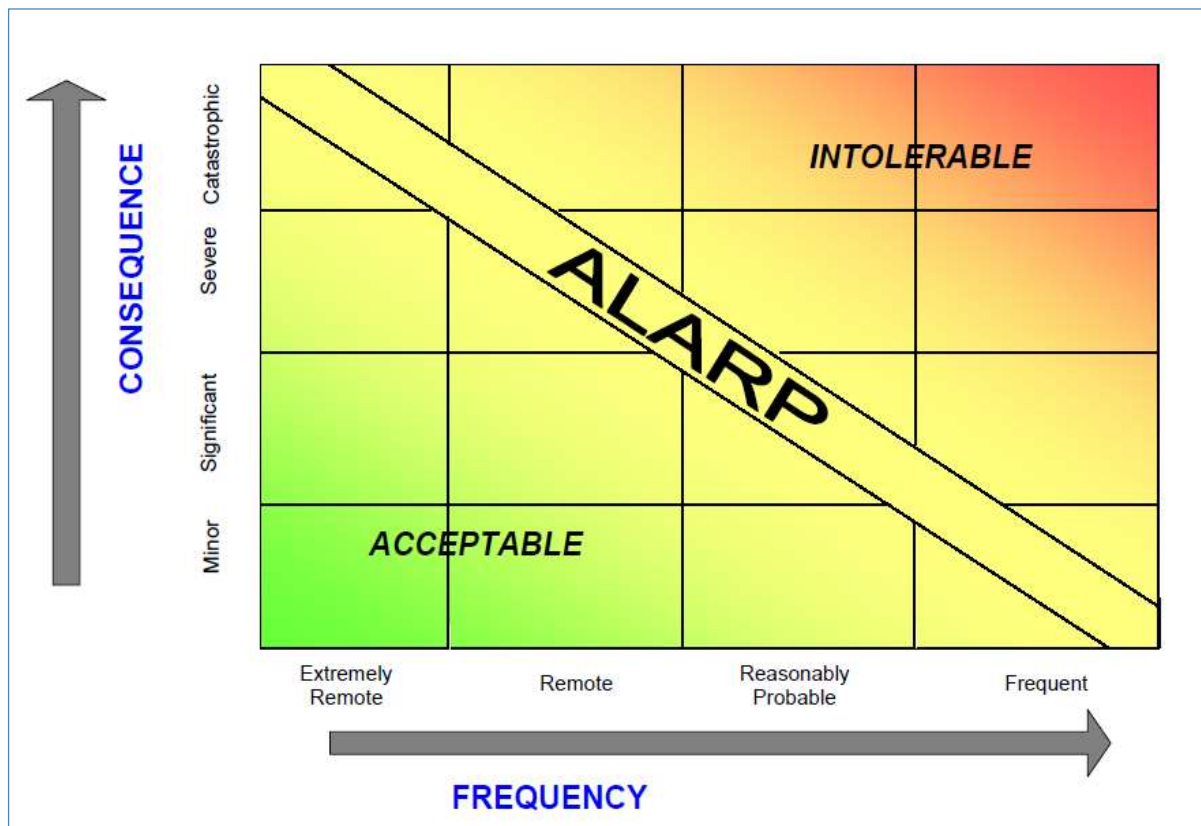 CONSEQUENCE
Catastrophic
Severe
Significant
Minor
INTOLERABLE
ALARP
ACCEPTABLE
Extremely
Remote
Remote
Reasonably
Probable
Frequent
FREQUENCY